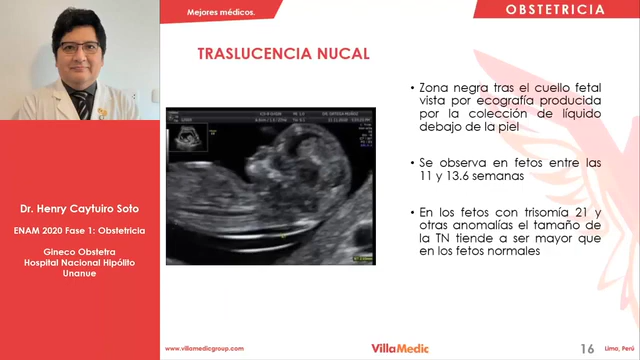 Mejores médicos.
OBSTETRICIA
TRASLUCENCIA NUCAL
• Zona negra tras el cuello fetal
vista por ecografía producida
por la colección de líquido
debajo de la piel
• Se observa en fetos entre las
11 y 13.6 semanas
• En los fetos con trisomía 21 y
otras anomalías el tamaño de
la TN tiende a ser mayor que
en los fetos normales
Dr. Henry Caytuiro Soto
ENAM 2020 Fase 1: Obstetricia
Gineco Obstetra
Hospital Nacional Hipólito
Unanue
www.villamedicgroup.com
VillaMedic
16
Lima, Perú